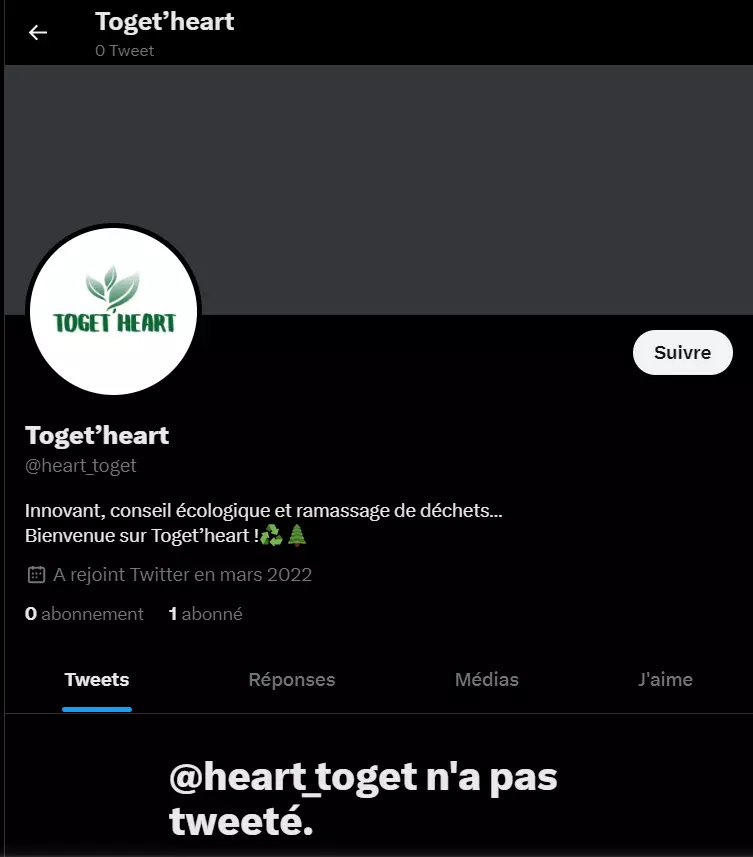 Toget’heart
0 Tweet
TOGET'HEART
Suivre
Toget’heart
@heart_toget
Innovant, conseil écologique et ramassage de déchets...
Bienvenue sur Toget’heart !♻️🌲
A rejoint Twitter en mars 2022
0 abonnement 1 abonné
Tweets Réponses Médias J'aime
@heart_toget n'a pas
tweeté.